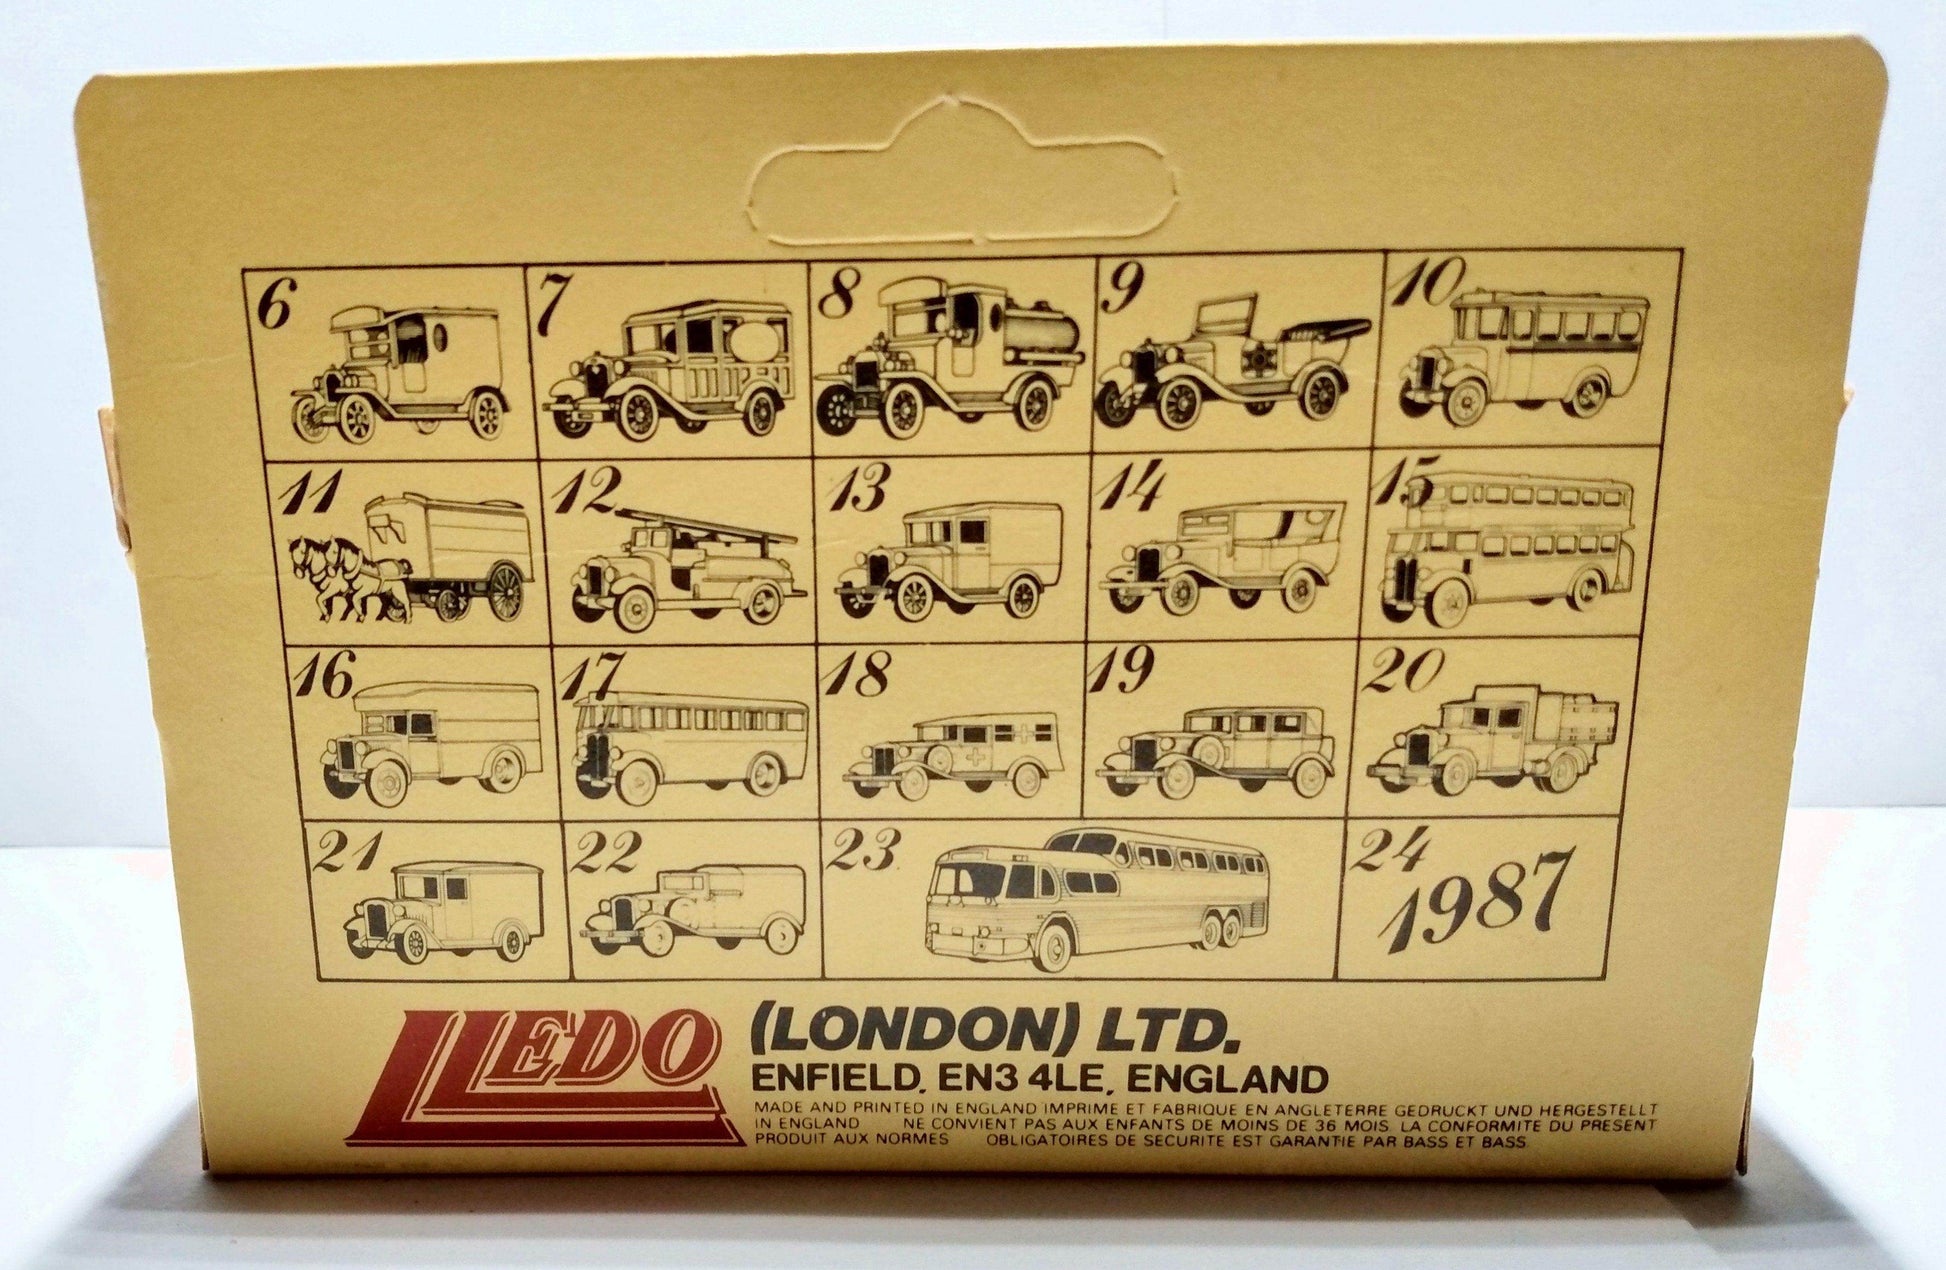 6 7 8 9 10
11 12 13 14 15
16 17 18 19 20
21 22 23 24
1987
LLEDO (LONDON) LTD.
ENFIELD, EN3 4LE, ENGLAND
MADE AND PRINTED IN ENGLAND IMPRIME ET FABRIQUE EN ANGLETERRE GEDRUCKT UND HERGESTELLT
IN ENGLAND NE CONVIENT PAS AUX ENFANTS DE MOINS DE 36 MOIS. LA CONFORMITE DU PRESENT
PRODUIT AUX NORMES OBLIGATOIRES DE SECURITE EST GARANTIE PAR BASS ET BASS.